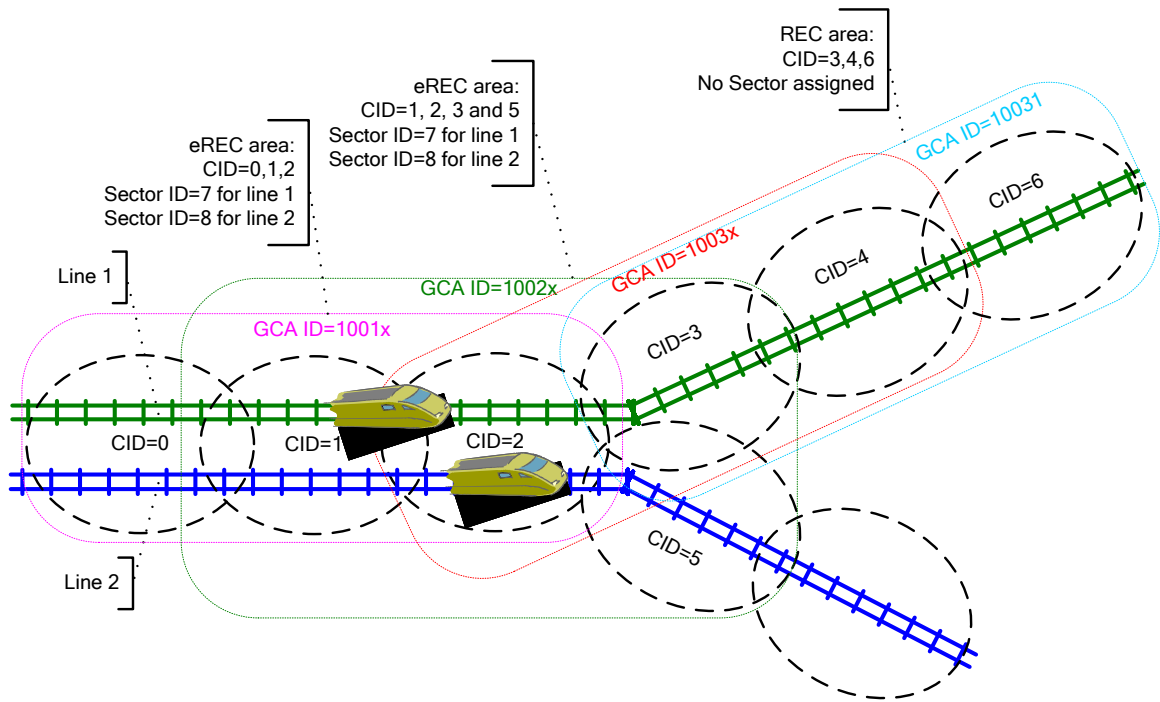 REC area:
CID=3,4,6
No Sector assigned
eREC area:
CID=1, 2, 3 and 5
Sector ID=7 for line 1
Sector ID=8 for line 2
eREC area:
CID=0,1,2
Sector ID=7 for line 1
Sector ID=8 for line 2
GCA ID=10031
CID=6
Line 1
GCA ID=1003x
CID=4
GCA ID=1002x
GCA ID=1001x
CID=3
CID=0
CID=1
CID=2
CID=5
Line 2